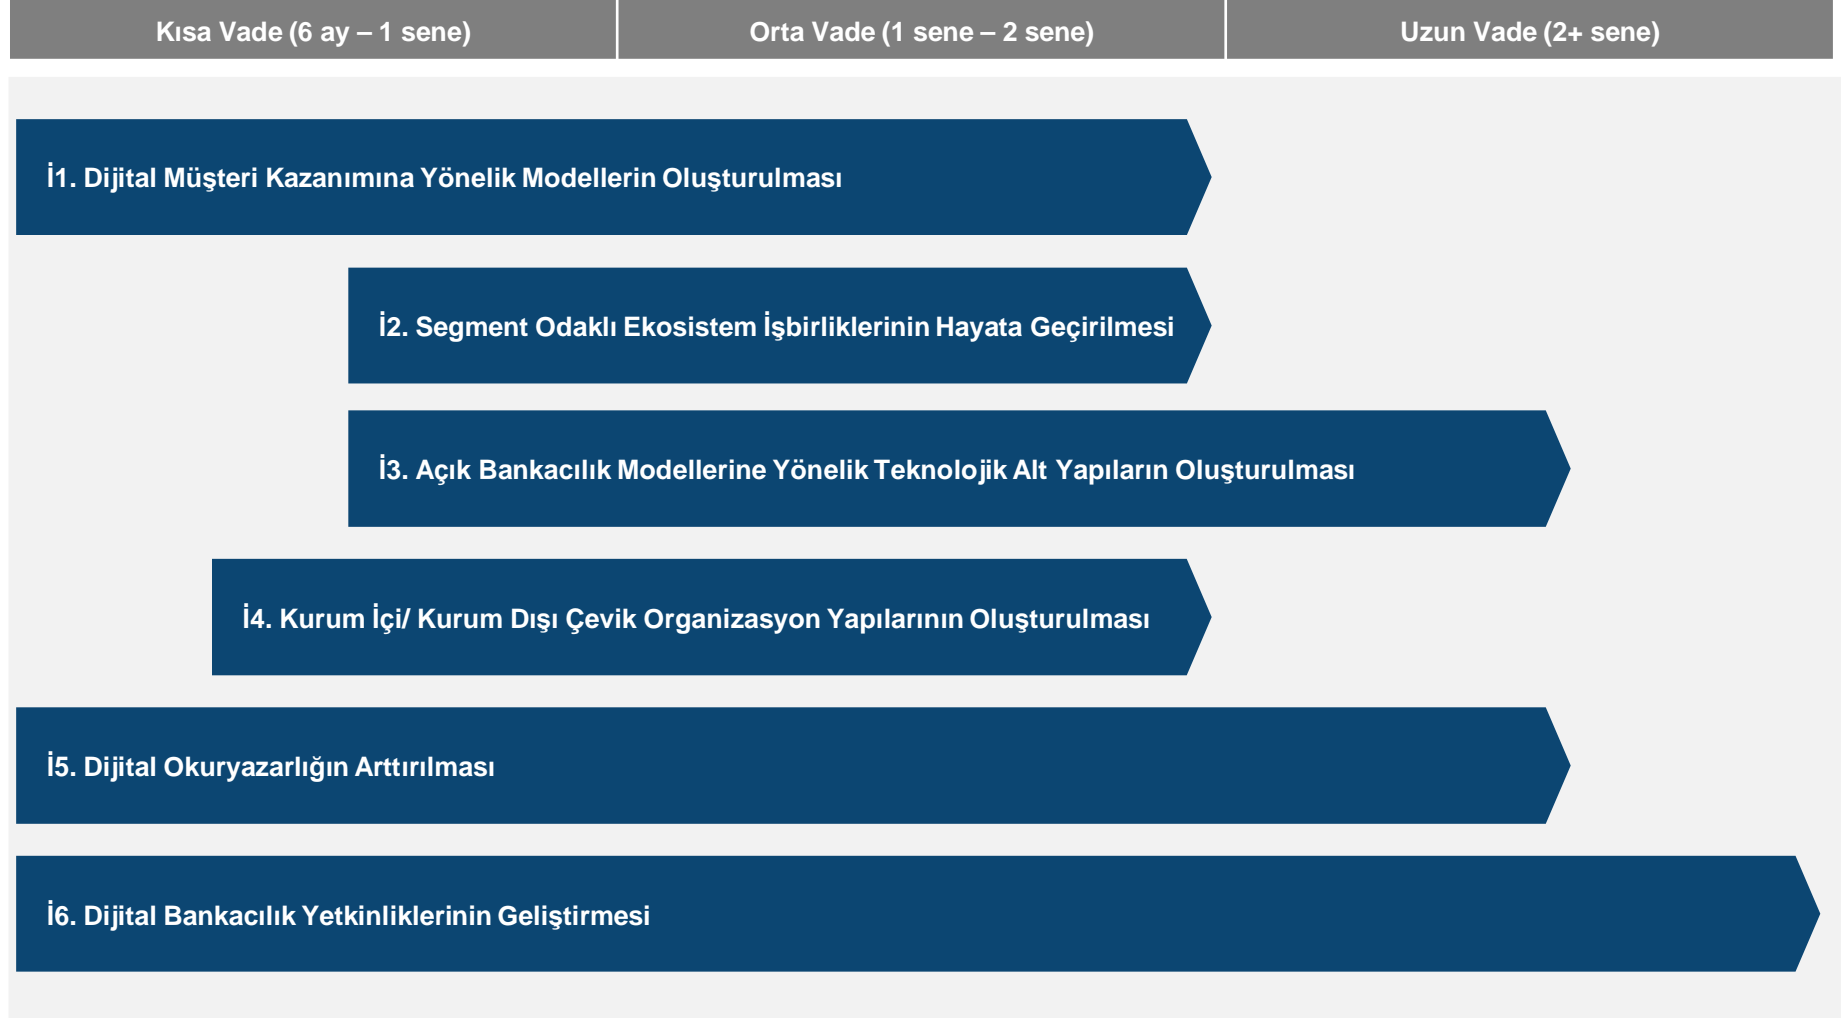 Kısa Vade (6 ay – 1 sene)
Orta Vade (1 sene – 2 sene)
Uzun Vade (2+ sene)
İ1. Dijital Müşteri Kazanımına Yönelik Modellerin Oluşturulması
İ2. Segment Odaklı Ekosistem İşbirliklerinin Hayata Geçirilmesi
İ3. Açık Bankacılık Modellerine Yönelik Teknolojik Alt Yapıların Oluşturulması
İ4. Kurum İçi/ Kurum Dışı Çevik Organizasyon Yapılarının Oluşturulması
İ5. Dijital Okuryazarlığın Arttırılması
İ6. Dijital Bankacılık Yetkinliklerinin Geliştirmesi